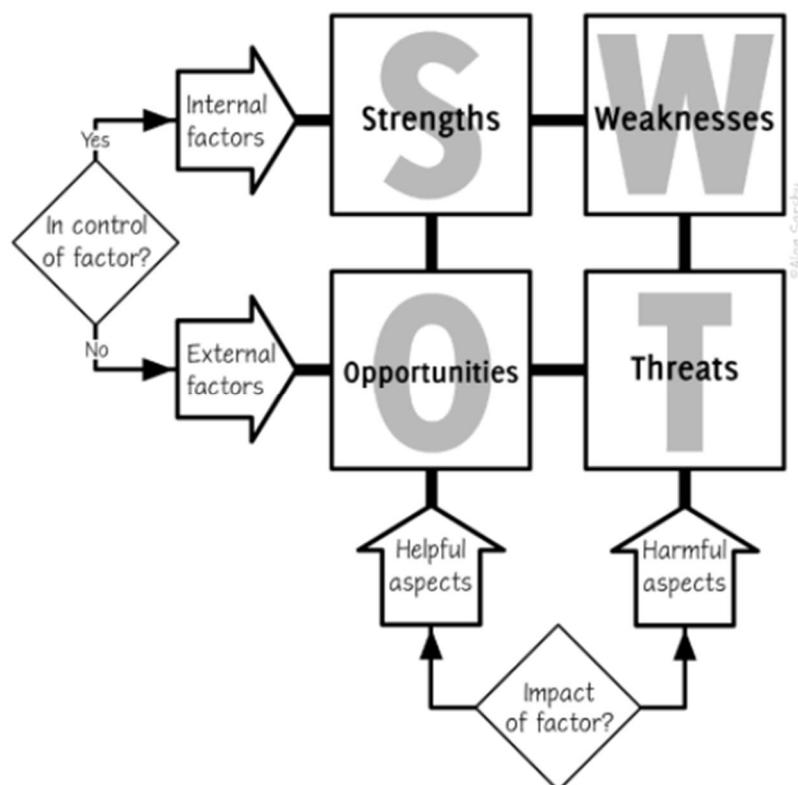 S
W
Strengths
Weaknesses
Internal
factors
Yes
In control
of factor?
No
External
factors
O
T
Opportunities
Threats
Helpful
aspects
Harmful
aspects
Impact
of factor?